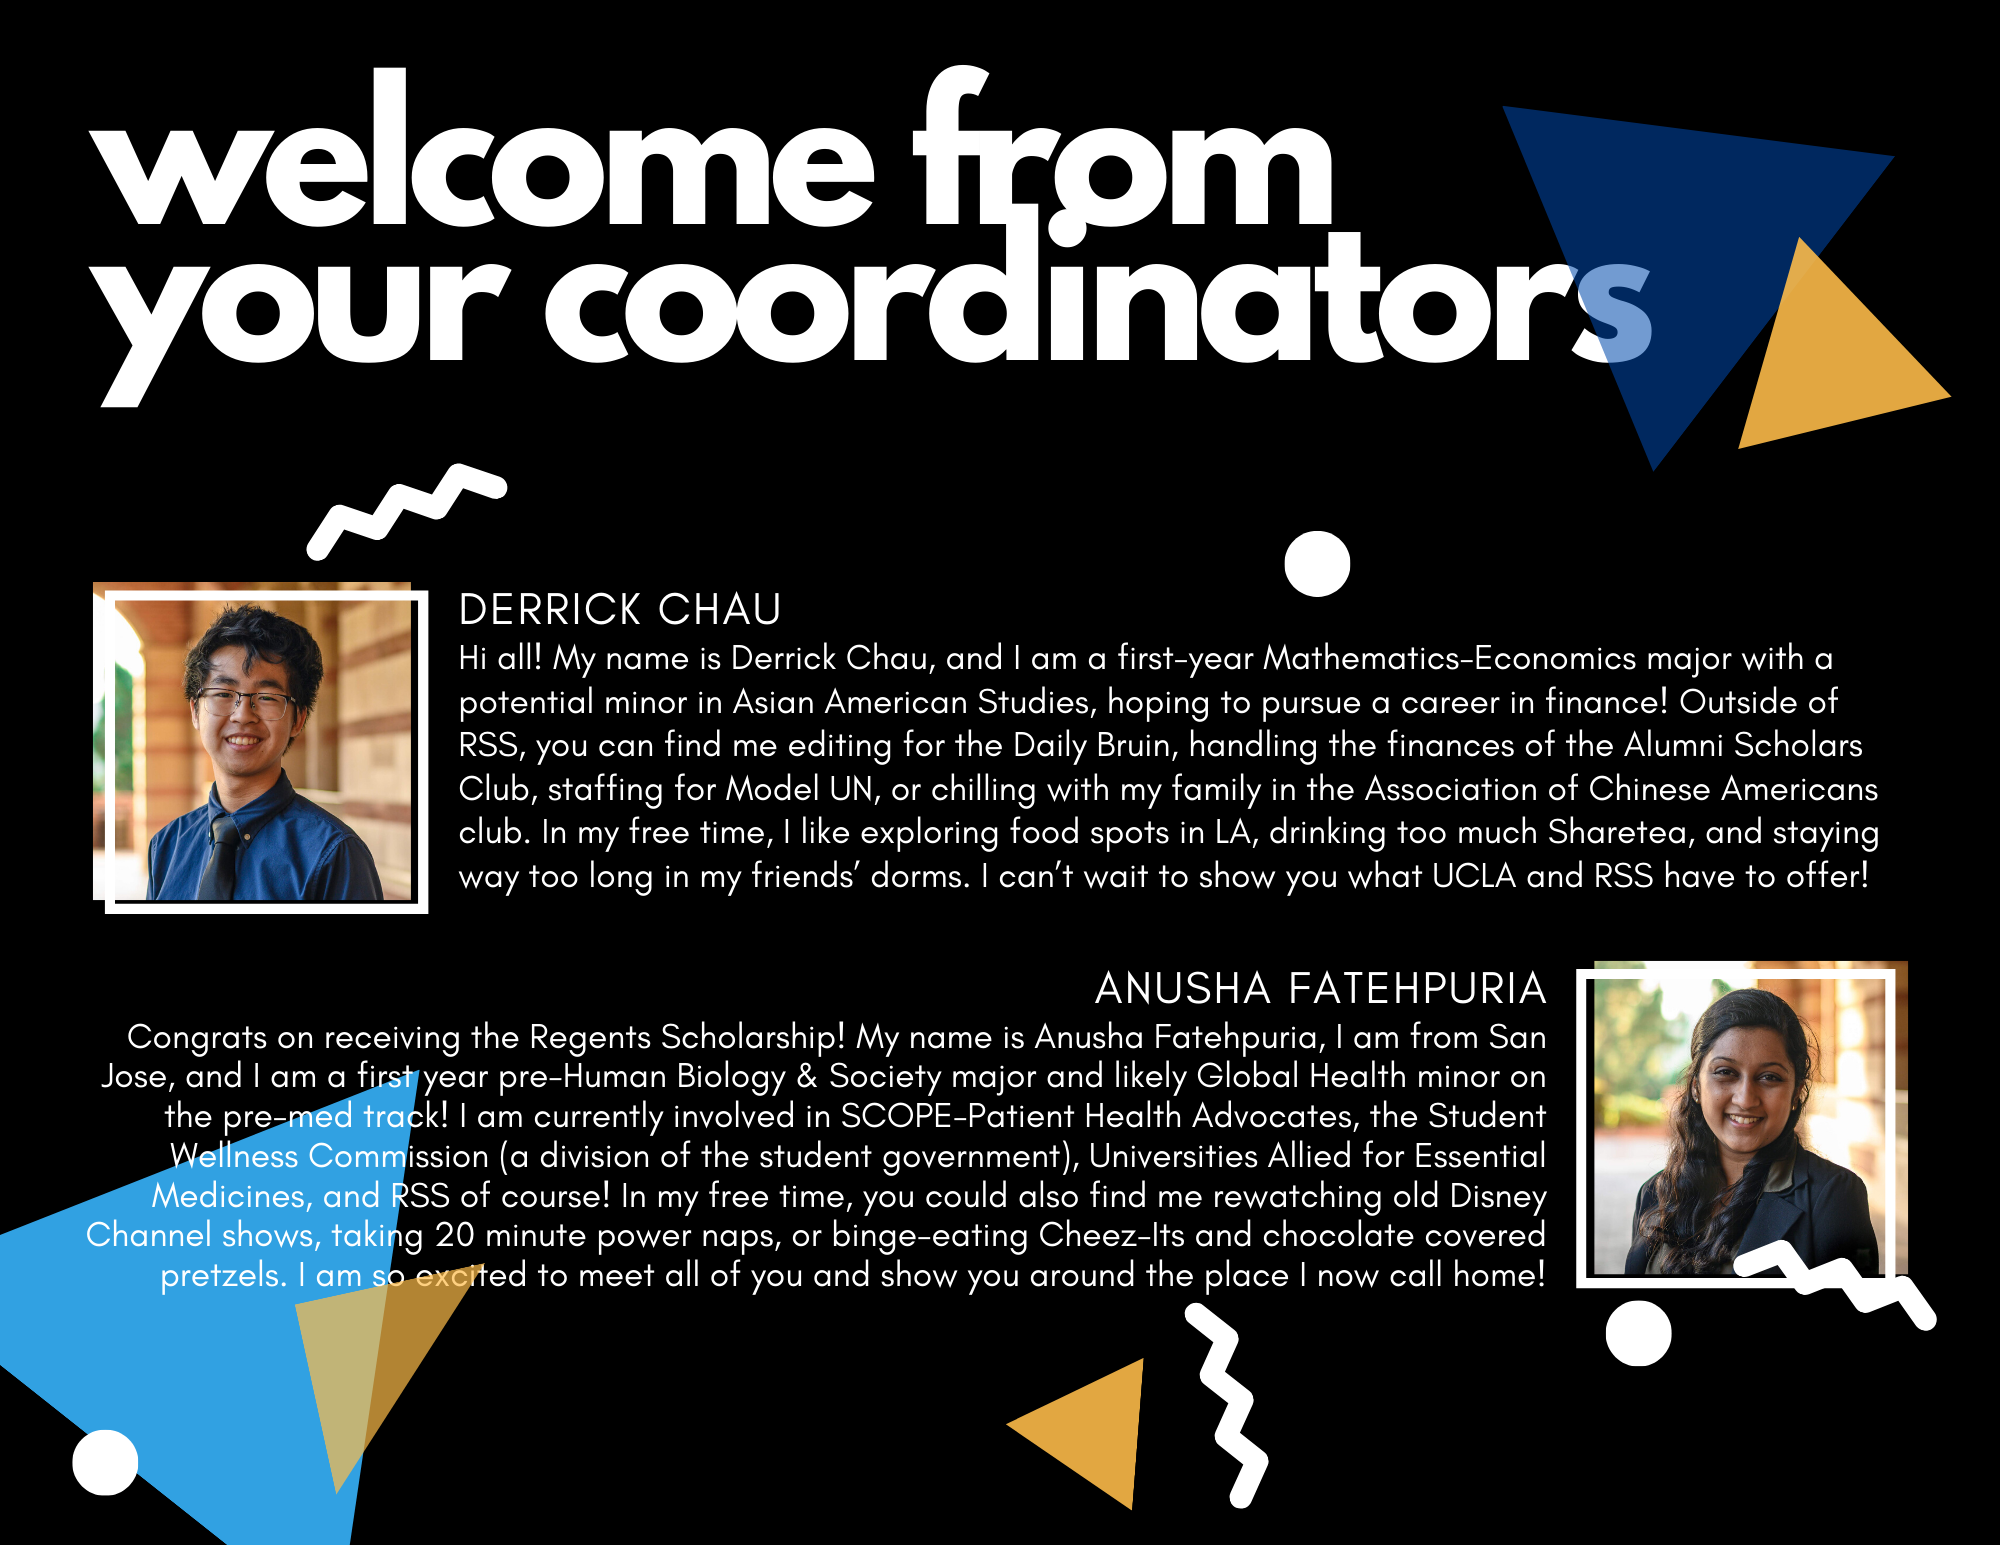 welcome from
your coordinators
DERRICK CHAU
Hi all! My name is Derrick Chau, and I am a first-year Mathematics-Economics major with a
potential minor in Asian American Studies, hoping to pursue a career in finance! Outside of
RSS, you can find me editing for the Daily Bruin, handling the finances of the Alumni Scholars
Club, staffing for Model UN, or chilling with my family in the Association of Chinese Americans
club. In my free time, I like exploring food spots in LA, drinking too much Sharetea, and staying
way too long in my friends’ dorms. I can’t wait to show you what UCLA and RSS have to offer!
ANUSHA FATEHPURIA
Congrats on receiving the Regents Scholarship! My name is Anusha Fatehpuria, I am from San
Jose, and I am a first year pre-Human Biology & Society major and likely Global Health minor on
the pre-med track! I am currently involved in SCOPE-Patient Health Advocates, the Student
Wellness Commission (a division of the student government), Universities Allied for Essential
Medicines, and RSS of course! In my free time, you could also find me rewatching old Disney
Channel shows, taking 20 minute power naps, or binge-eating Cheez-Its and chocolate covered
pretzels. I am so excited to meet all of you and show you around the place I now call home!